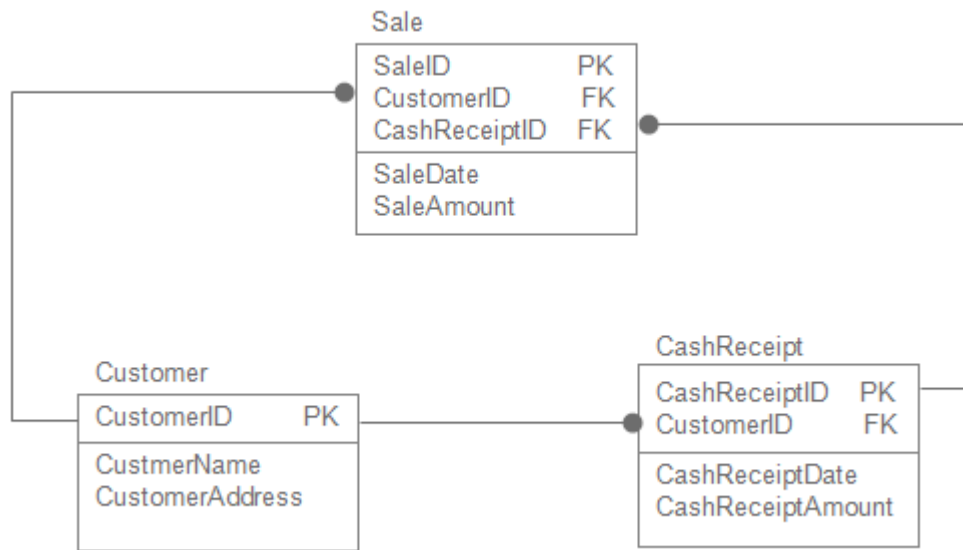 Sale
SaleID PK
CustomerID FK
CashReceiptID FK
SaleDate
SaleAmount
Customer
CustomerID PK
CustmerName
CustomerAddress
CashReceipt
CashReceiptID PK
CustomerID FK
CashReceiptDate
CashReceiptAmount